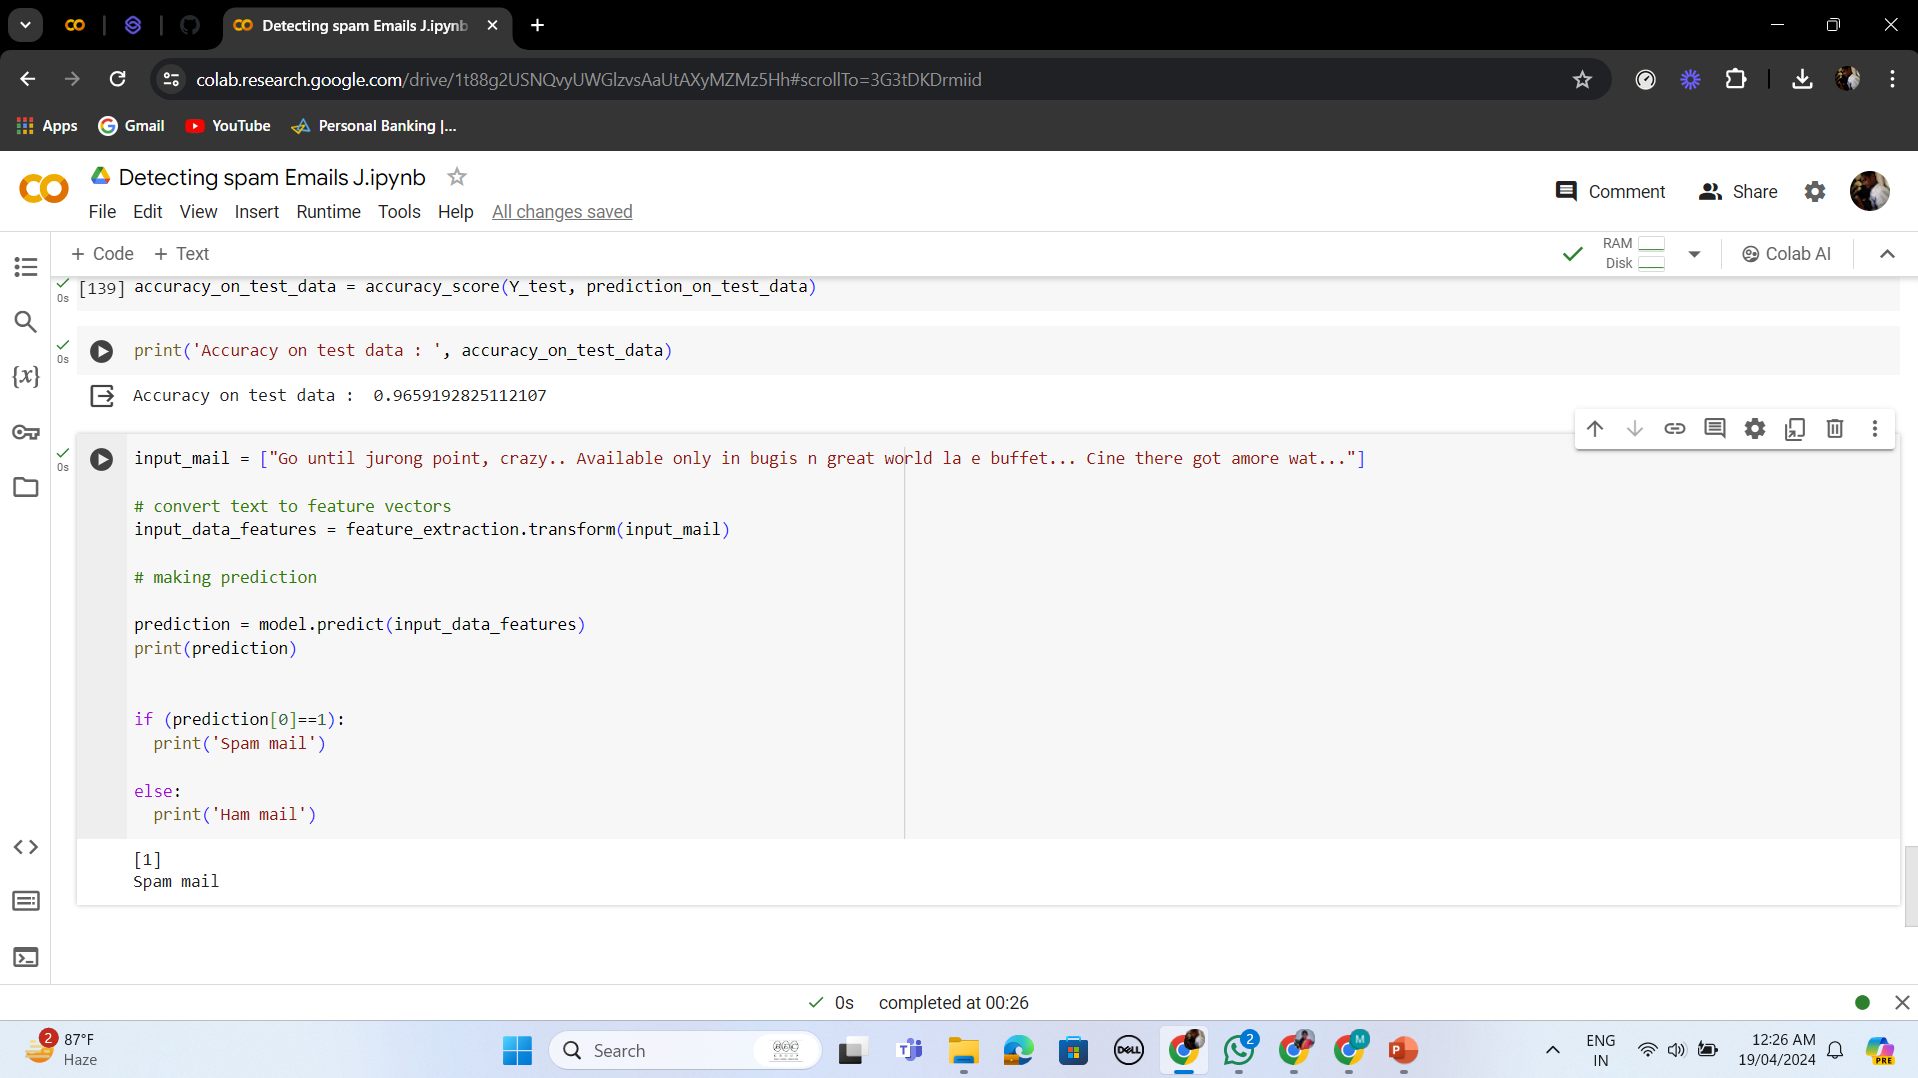 Detecting spam Emails J.ipynb
colab.research.google.com/drive/1t88g2USNQvyUWGlzvsAaUtAXyMZMz5Hh#scrollTo=3G3tDKDrmiid
Apps Gmail YouTube Personal Banking |...
Detecting spam Emails J.ipynb
Comment Share
File Edit View Insert Runtime Tools Help All changes saved
+ Code + Text
RAM
Disk
Colab AI
0s
[139] accuracy_on_test_data = accuracy_score(Y_test, prediction_on_test_data)
0s
print('Accuracy on test data : ', accuracy_on_test_data)
Accuracy on test data :  0.9659192825112107
0s
input_mail = ["Go until jurong point, crazy.. Available only in bugis n great world la e buffet... Cine there got amore wat..."]
# convert text to feature vectors
input_data_features = feature_extraction.transform(input_mail)
# making prediction
prediction = model.predict(input_data_features)
print(prediction)
if (prediction[0]==1):
print('Spam mail')
else:
print('Ham mail')
[1]
Spam mail
0s completed at 00:26
2
87°F
Haze
Search
DELL
2
M
ENG
IN
12:26 AM
19/04/2024
PRE